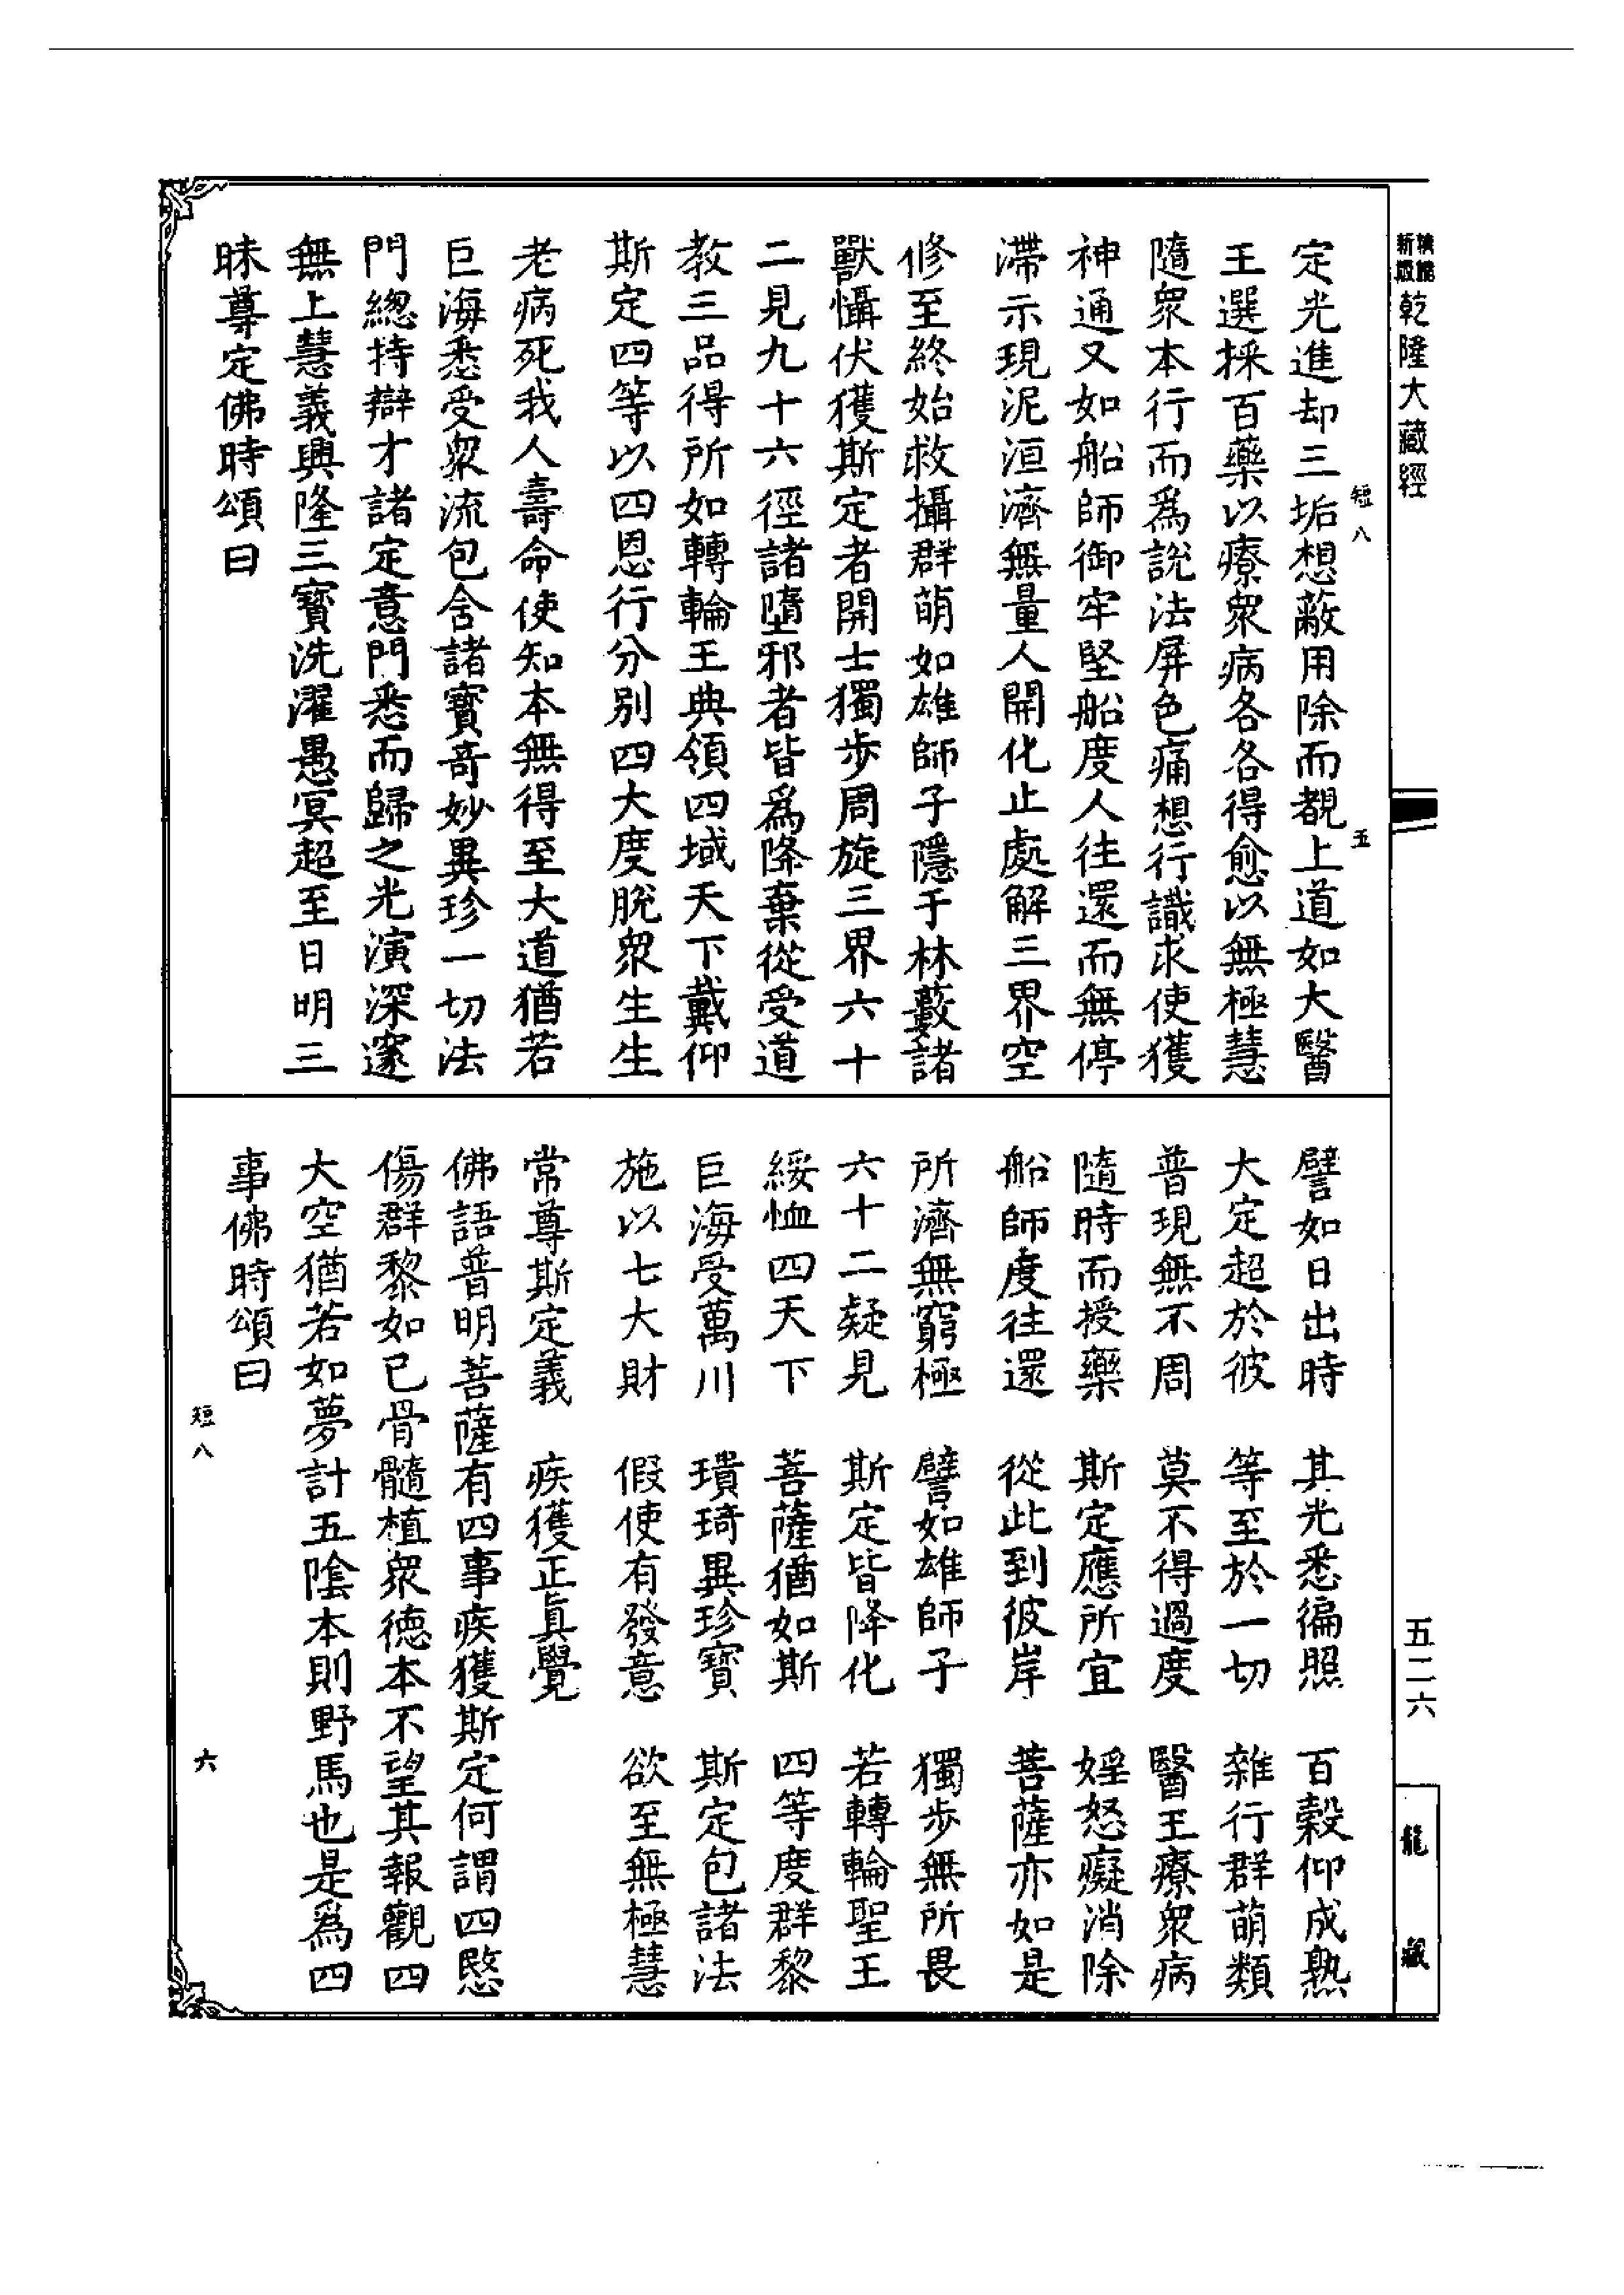 乾隆大藏經
短八
五
定光進却三垢想蔽用除而覩上道如大醫
王選採百藥以療衆病各各得愈以無極慧
隨衆本行而爲說法屏色痛想行識求使獲
神通又如船師御牢堅船度人往還而無停
滯示現泥洹濟無量人開化止處解三界空
修至終始救攝群萌如雄師子隱于林藪諸
獸懾伏獲斯定者開士獨步周旋三界六十
二見九十六徑諸墮邪者皆爲降棄從受道
教三品得所如轉輪王典領四域天下戴仰
斯定四等以四恩行分別四大度脫衆生生
老病死我人壽命使知本無得至大道猶若
巨海悉受衆流包含諸寶奇妙異珍一切法
門總持辯才諸定意門悉而歸之光演深邃
無上慧義興隆三寶洗濯愚冥超至日明三
昧尊定佛時頌曰
譬如日出時　其光悉徧照　百穀仰成熟
大定超於彼　等至於一切　雜行群萌類
普現無不周　莫不得過度　醫王療衆病
隨時而授藥　斯定應所宜　婬怒癡消除
船師度往還　從此到彼岸　菩薩亦如是
所濟無窮極　譬如雄師子　獨步無所畏
六十二疑見　斯定皆降化　若轉輪聖王
綏恤四天下　菩薩猶如斯　四等度群黎
巨海受萬川　瑰琦異珍寶　斯定包諸法
施以七大財　假使有發意　欲至無極慧
常尊斯定義　疾獲正眞覺
佛語普明菩薩有四事疾獲斯定何謂四愍
傷群黎如已骨髓植衆德本不望其報觀四
大空猶若如夢計五陰本則野馬也是爲四
事佛時頌曰
短八
六
五二六
龍藏